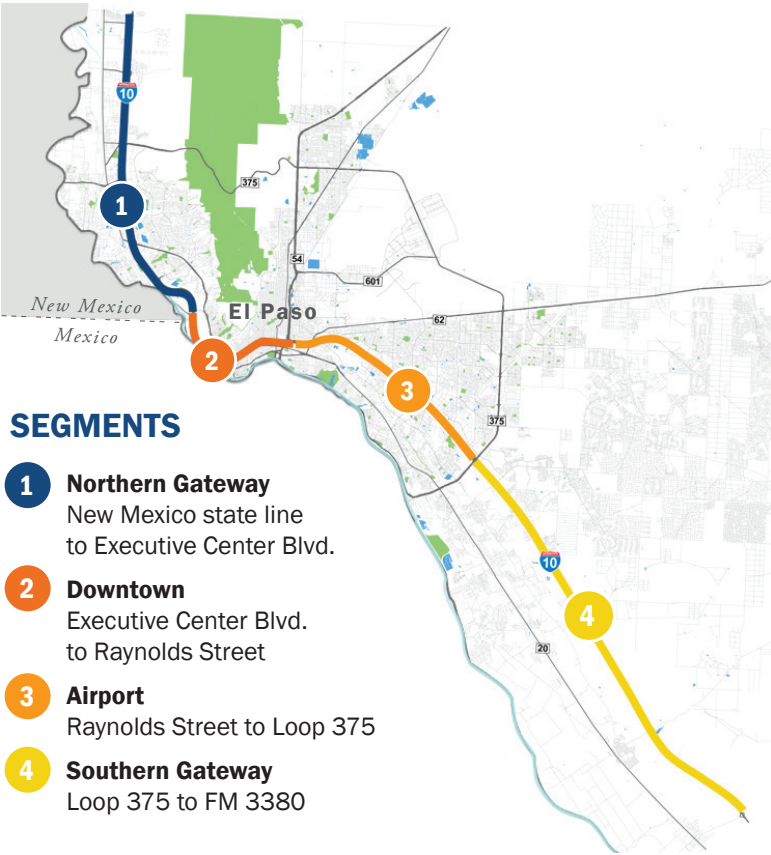 10
1
375
54
601
New Mexico
El Paso
62
Mexico
2
3
375
SEGMENTS
1
Northern Gateway
New Mexico state line
to Executive Center Blvd.
10
2
Downtown
Executive Center Blvd.
to Raynolds Street
4
20
3
Airport
Raynolds Street to Loop 375
4
Southern Gateway
Loop 375 to FM 3380